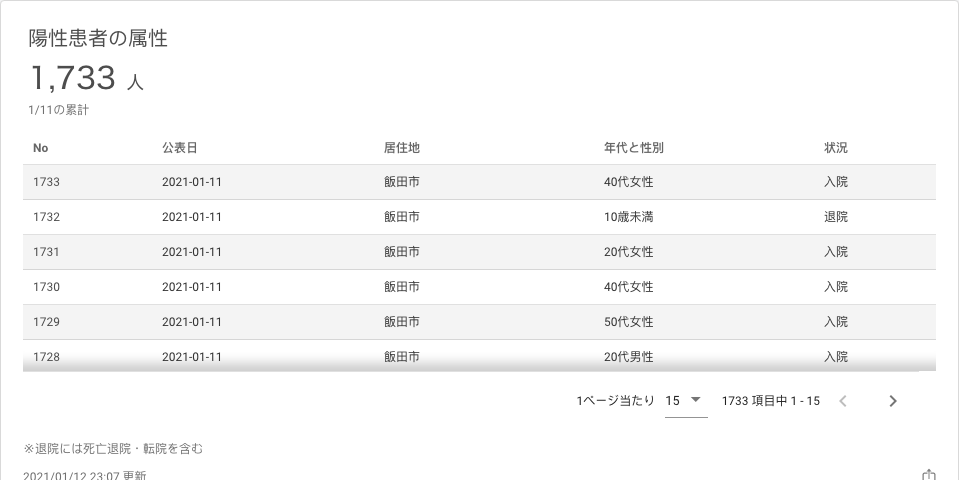 陽性患者の属性
1,733 人
1/11の累計
No 公表日 居住地 年代と性別 状況
1733 2021-01-11 飯田市 40代女性 入院
1732 2021-01-11 飯田市 10歳未満 退院
1731 2021-01-11 飯田市 20代女性 入院
1730 2021-01-11 飯田市 40代女性 入院
1729 2021-01-11 飯田市 50代女性 入院
1728 2021-01-11 飯田市 20代男性 入院
1ページ当たり 15 1733 項目中 1 - 15
※退院には死亡退院・転院を含む
2021/01/12 23:07 更新